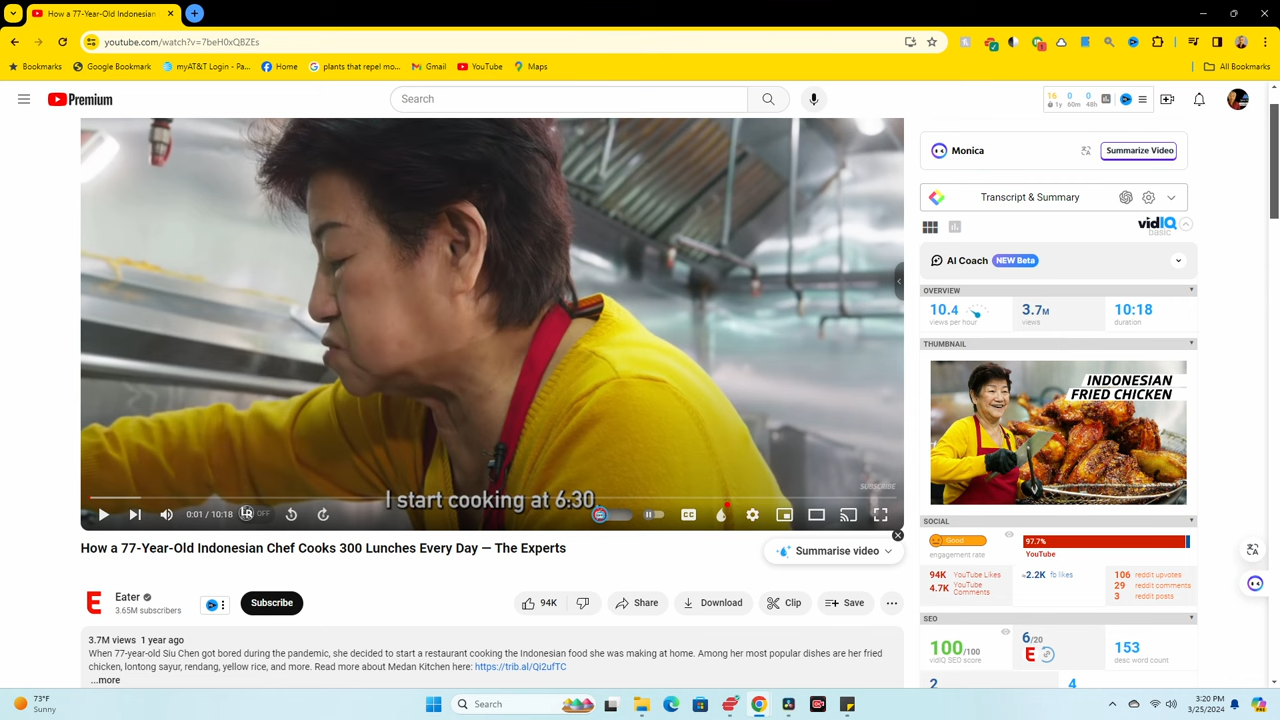 How a 77-Year-Old Indonesian
youtube.com/watch?v=7beH0xQBZEs
Bookmarks
Google Bookmark
myAT&T Login - Pa...
Home
plants that repel mo...
Gmail
YouTube
Maps
All Bookmarks
Premium
Search
16 0 0
1y 60m 48h
Monica
Summarize Video
Transcript & Summary
vidIQ
basic
AI Coach NEW Beta
OVERVIEW
10.4 3.7M 10:18
views per hour views duration
THUMBNAIL
INDONESIAN
FRIED CHICKEN
SUBSCRIBE
I start cooking at 6:30
0:01 / 10:18
OFF
CC
SOCIAL
Good
97.7%
engagement rate
YouTube
94K YouTube Likes
4.7K YouTube Comments
≈2.2K fb likes
106 reddit upvotes
29 reddit comments
3 reddit posts
How a 77-Year-Old Indonesian Chef Cooks 300 Lunches Every Day — The Experts
Summarise video
Eater
3.65M subscribers
Subscribe
94K
Share
Download
Clip
Save
SEO
100/100
vidIQ SEO score
6/20
153
desc word count
2
4
3.7M views 1 year ago
When 77-year-old Siu Chen got bored during the pandemic, she decided to start a restaurant cooking the Indonesian food she was making at home. Among her most popular dishes are her fried
chicken, lontong sayur, rendang, yellow rice, and more. Read more about Medan Kitchen here: https://trib.al/Qi2ufTC
...more
73°F
Sunny
Search
3:20 PM
3/25/2024